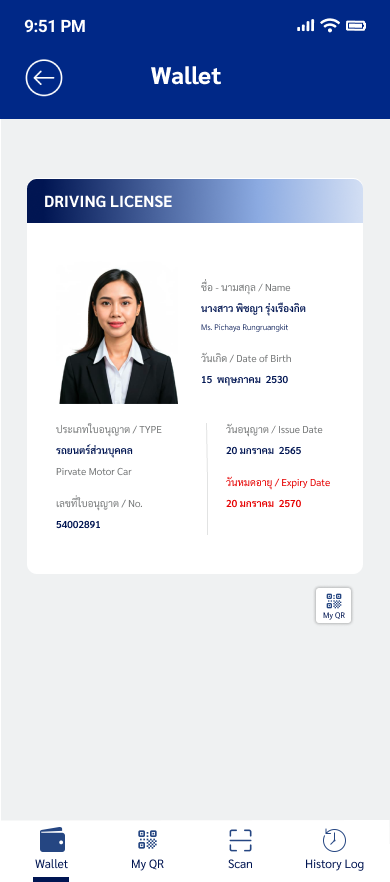 9:51 PM
Wallet
DRIVING LICENSE
ชื่อ - นามสกุล / Name
นางสาว พิชญา รุ่งเรืองกิต
Ms. Pichaya Rungruangkit
วันเกิด / Date of Birth
15 พฤษภาคม 2530
ประเภทใบอนุญาต / TYPE
รถยนตร์ส่วนบุคคล
Pirvate Motor Car
เลขที่ใบอนุญาต / No.
54002891
วันอนุญาต / Issue Date
20 มกราคม 2565
วันหมดอายุ / Expiry Date
20 มกราคม 2570
My QR
Wallet
My QR
Scan
History Log